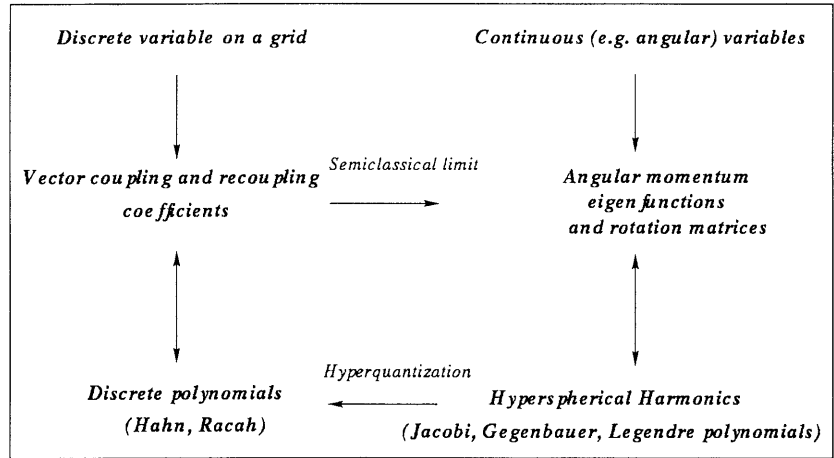 Discrete variable on a grid
Continuous (e.g. angular) variables
Semiclassical limit
Vector coupling and recoupling
coefficients
Angular momentum
eigenfunctions
and rotation matrices
Hyperquantization
Discrete polynomials
(Hahn, Racah)
Hyperspherical Harmonics
(Jacobi, Gegenbauer, Legendre polynomials)